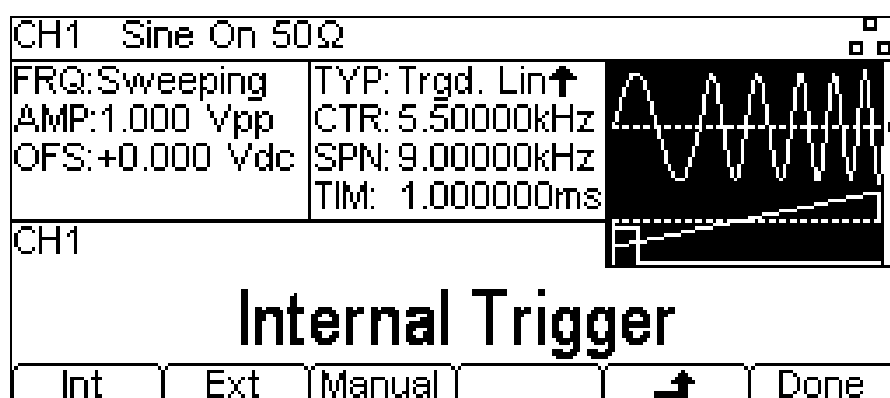 CH1 Sine On 50Ω
FRQ:Sweeping
AMP:1.000 Vpp
OFS:+0.000 Vdc
TYP: Trgd. Lin↑
CTR: 5.50000kHz
SPN: 9.00000kHz
TIM: 1.000000ms
CH1
Internal Trigger
Int Ext Manual Done